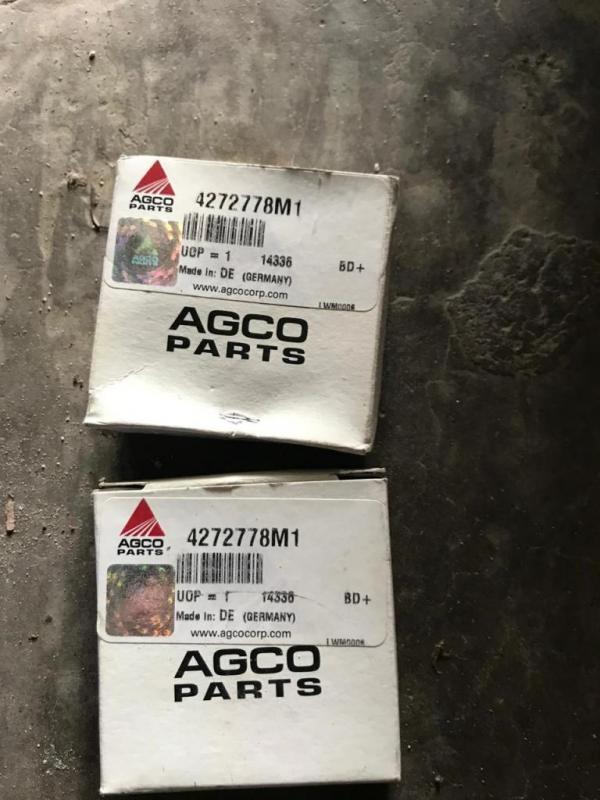 AGCO
PARTS
4272778M1
AGCO
UOP = 1 14336 BD+
Made in: DE (GERMANY)
www.agcocorp.com
LWM0006
AGCO
PARTS
AGCO
PARTS
4272778M1
UOP = 1 14336 BD+
Made in: DE (GERMANY)
www.agcocorp.com
LWM0006
AGCO
PARTS